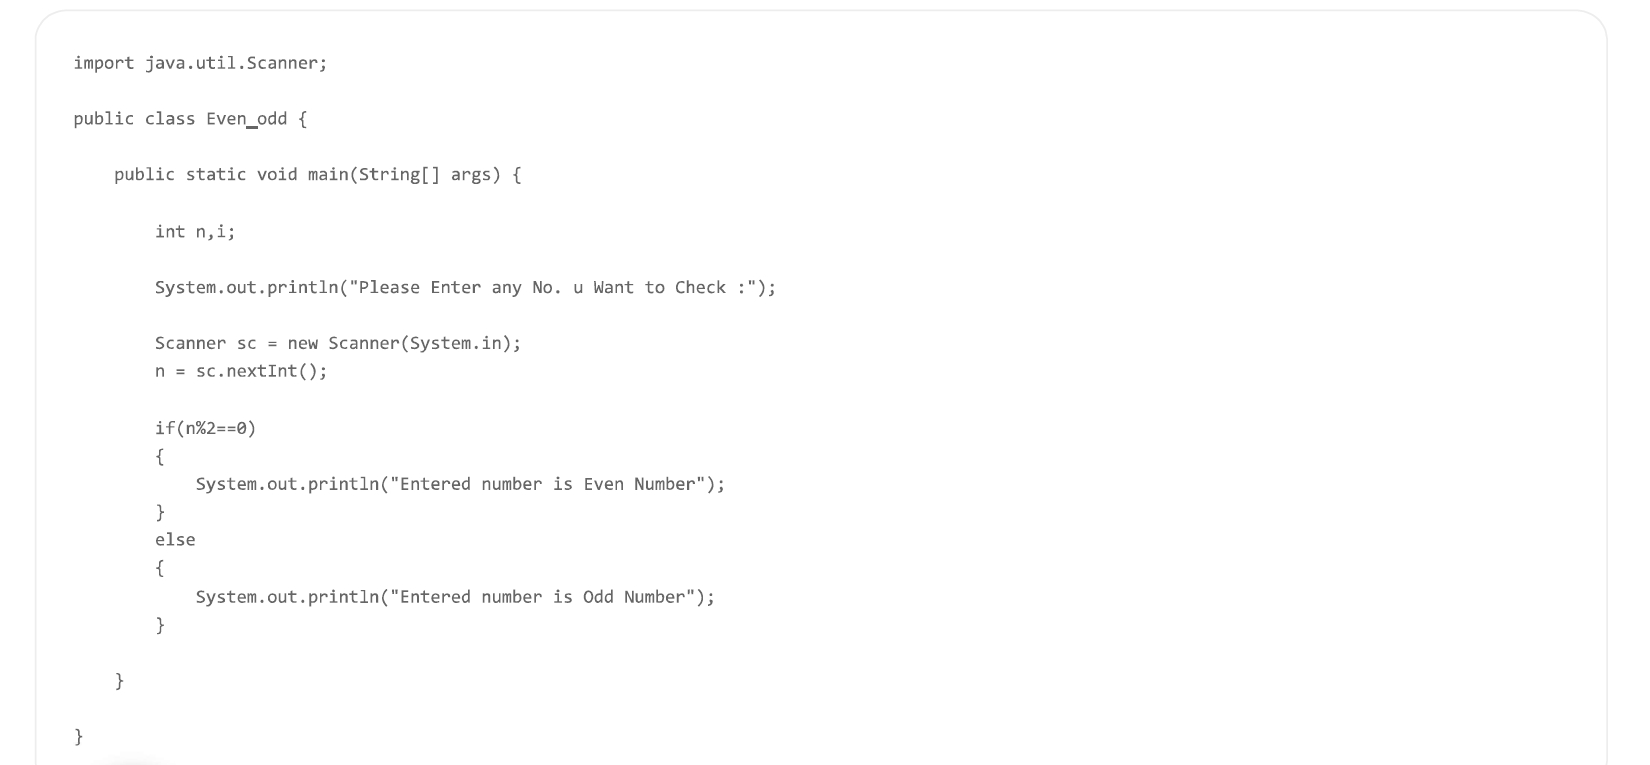 import java.util.Scanner;
public class Even_odd {
public static void main(String[] args) {
int n,i;
System.out.println("Please Enter any No. u Want to Check :");
Scanner sc = new Scanner(System.in);
n = sc.nextInt();
if(n%2==0)
{
System.out.println("Entered number is Even Number");
}
else
{
System.out.println("Entered number is Odd Number");
}
}
}